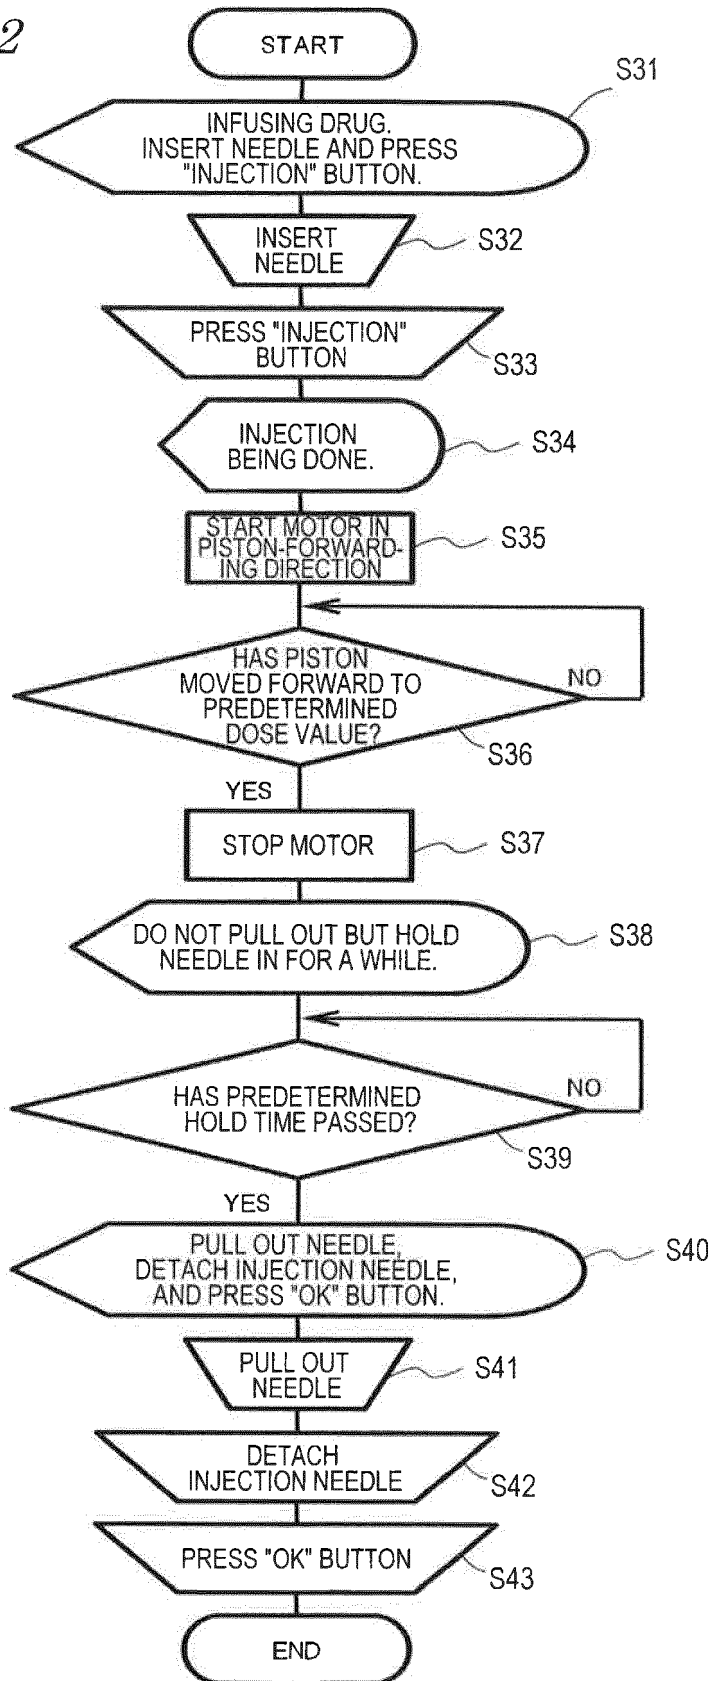 2
START
S31
INFUSING DRUG.
INSERT NEEDLE AND PRESS
"INJECTION" BUTTON.
INSERT
NEEDLE
S32
PRESS "INJECTION"
BUTTON
S33
INJECTION
BEING DONE.
S34
START MOTOR IN
PISTON-FORWARD-
ING DIRECTION
S35
HAS PISTON
MOVED FORWARD TO
PREDETERMINED
DOSE VALUE?
NO
S36
YES
STOP MOTOR
S37
DO NOT PULL OUT BUT HOLD
NEEDLE IN FOR A WHILE.
S38
HAS PREDETERMINED
HOLD TIME PASSED?
NO
S39
YES
PULL OUT NEEDLE,
DETACH INJECTION NEEDLE,
AND PRESS "OK" BUTTON.
S40
PULL OUT
NEEDLE
S41
DETACH
INJECTION NEEDLE
S42
PRESS "OK" BUTTON
S43
END